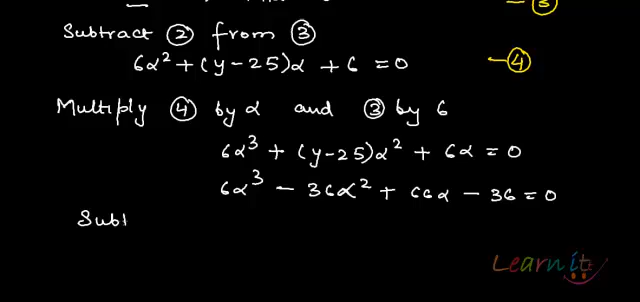 — ③
Subtract ② from ③
6α² + (y - 25)α + 6 = 0 — ④
Multiply ④ by α and ③ by 6
6α³ + (y - 25)α² + 6α = 0
6α³ - 36α² + 66α - 36 = 0
Subt
Learnit